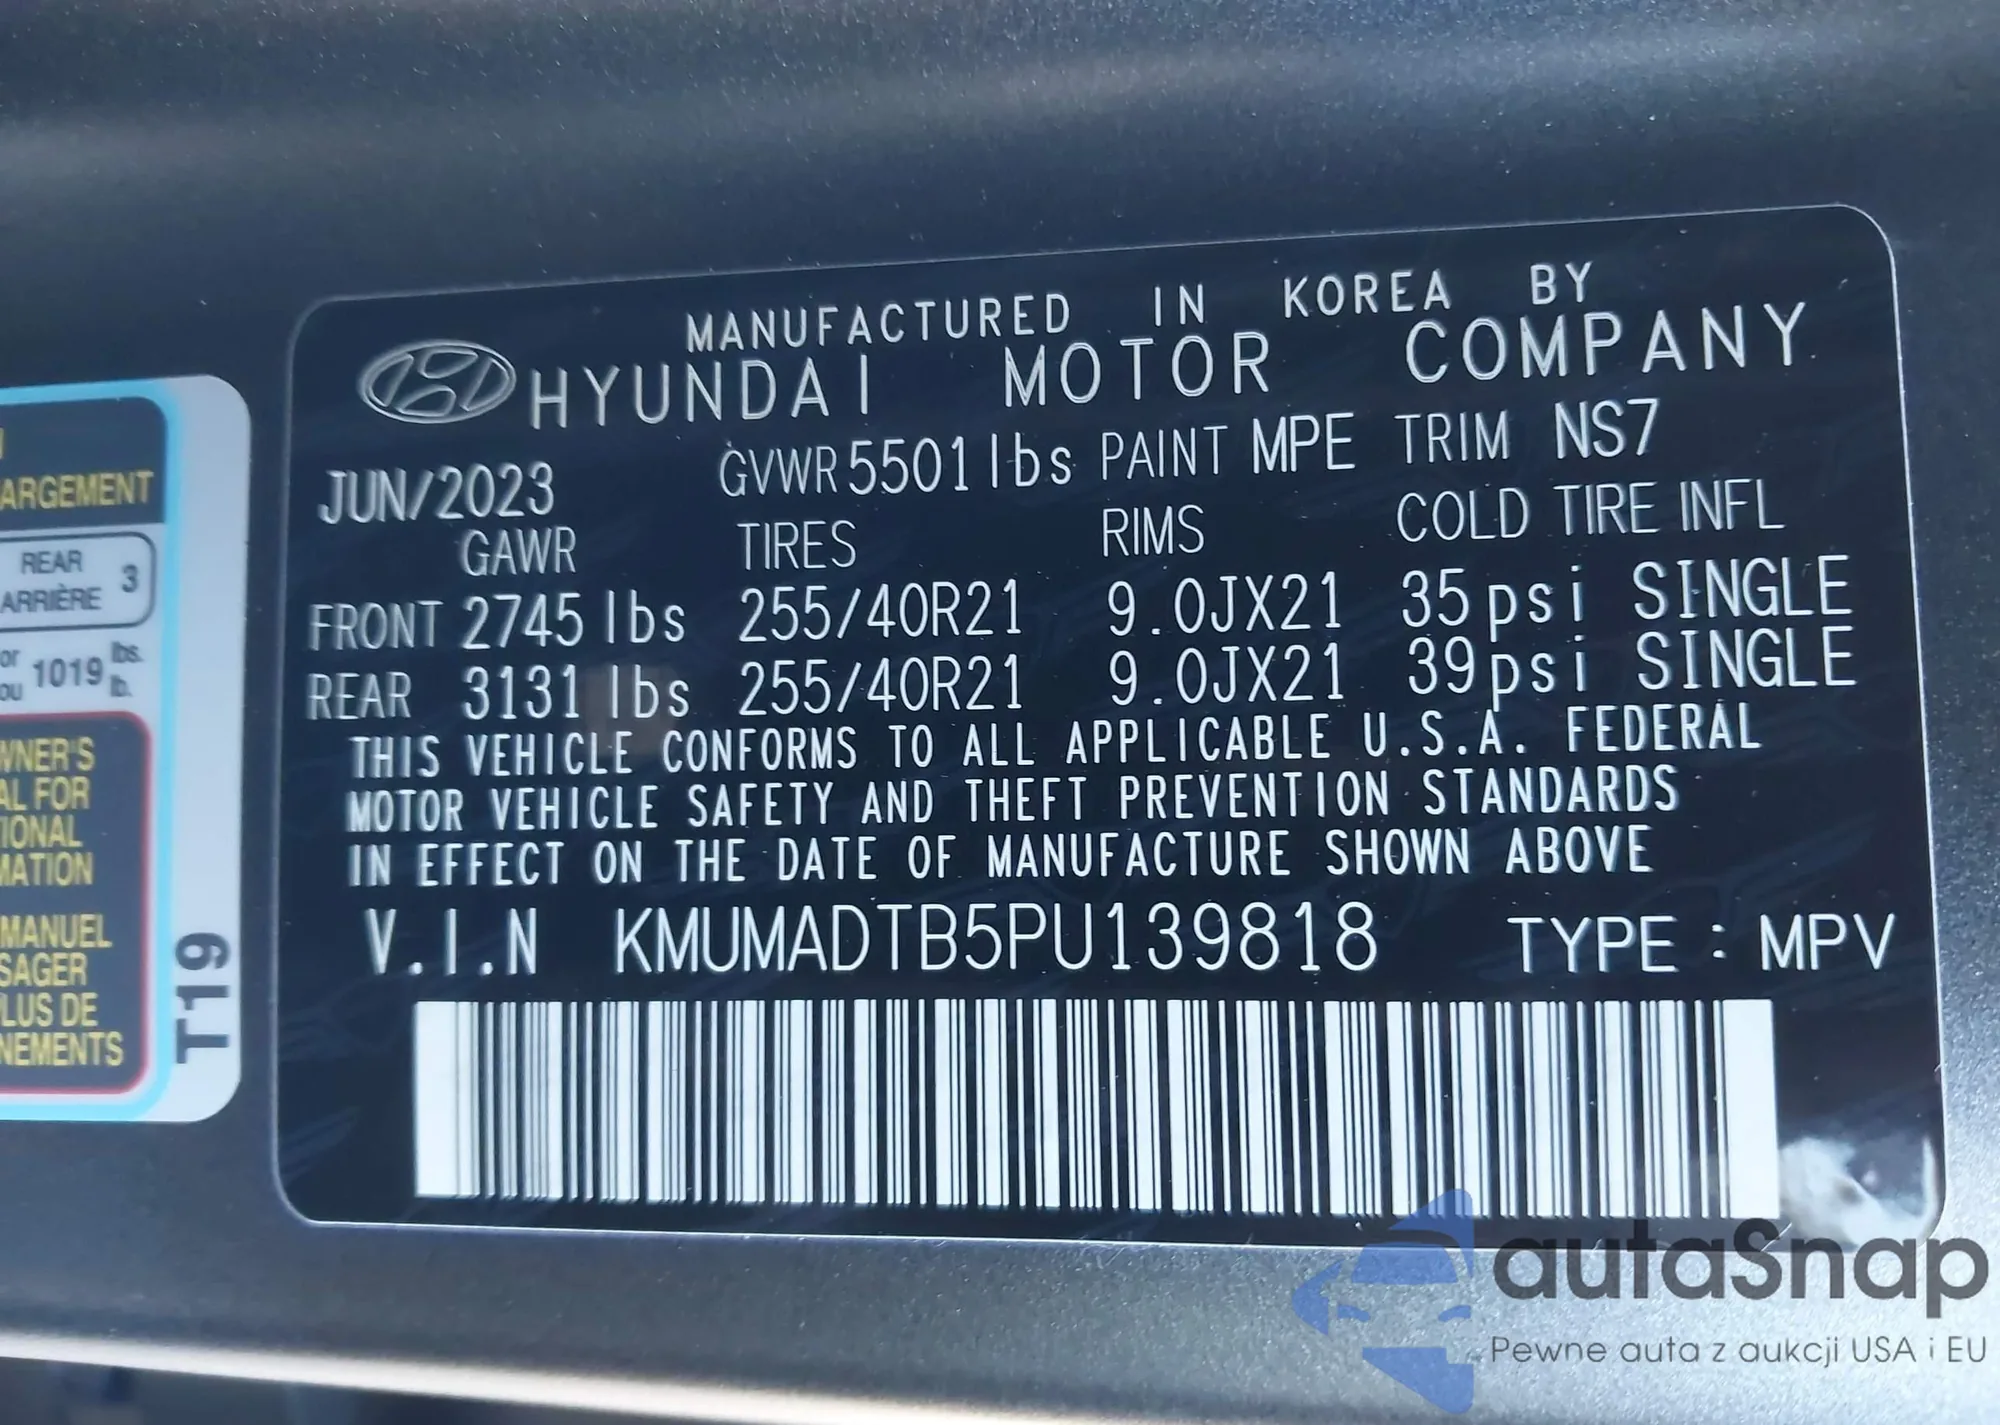 MANUFACTURED IN KOREA BY
HYUNDAI MOTOR COMPANY
JUN/2023 GVWR 5501 lbs PAINT MPE TRIM NS7
GAWR TIRES RIMS COLD TIRE INFL
FRONT 2745 lbs 255/40R21 9.0JX21 35psi SINGLE
REAR 3131 lbs 255/40R21 9.0JX21 39psi SINGLE
THIS VEHICLE CONFORMS TO ALL APPLICABLE U.S.A. FEDERAL
MOTOR VEHICLE SAFETY AND THEFT PREVENTION STANDARDS
IN EFFECT ON THE DATE OF MANUFACTURE SHOWN ABOVE
V.I.N KMUMADTB5PU139818 TYPE : MPV
ARGEMENT
REAR
ARRIÈRE 3
or
ou 1019 lbs.
lb.
WNER'S
AL FOR
TIONAL
MATION
MANUEL
SAGER
PLUS DE
NEMENTS
T19
autaSnap
Pewne auta z aukcji USA i EU